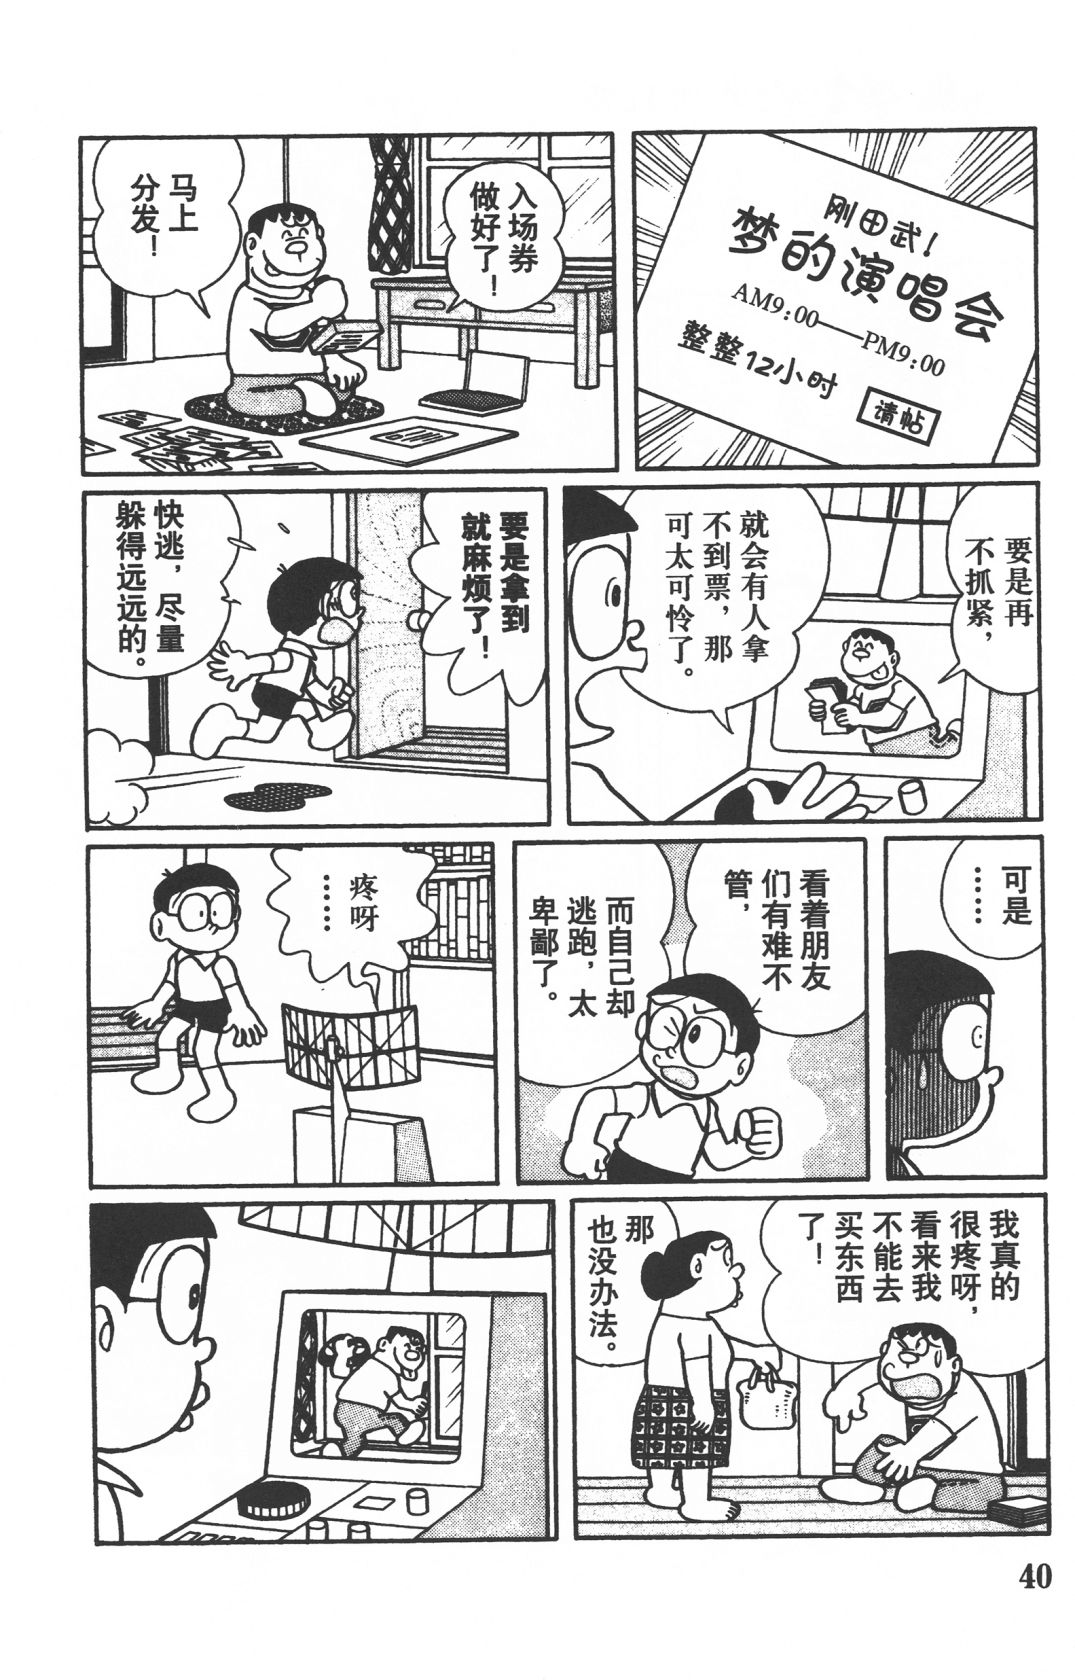 刚田武！
梦的演唱会
AM9:00——PM9:00
整整12小时
请帖
入场券
做好了！
马上
分发！
要是再
不抓紧，
就会有人拿
不到票，那
可太可怜了。
要是拿到
就麻烦了！
快逃，尽量
躲得远远的。
可是
……
看着朋友
们有难不
管，
而自己却
逃跑，太
卑鄙了。
疼呀
……
我真的
很疼呀，
看来我
不能去
买东西
了！
那
也没办法。
40